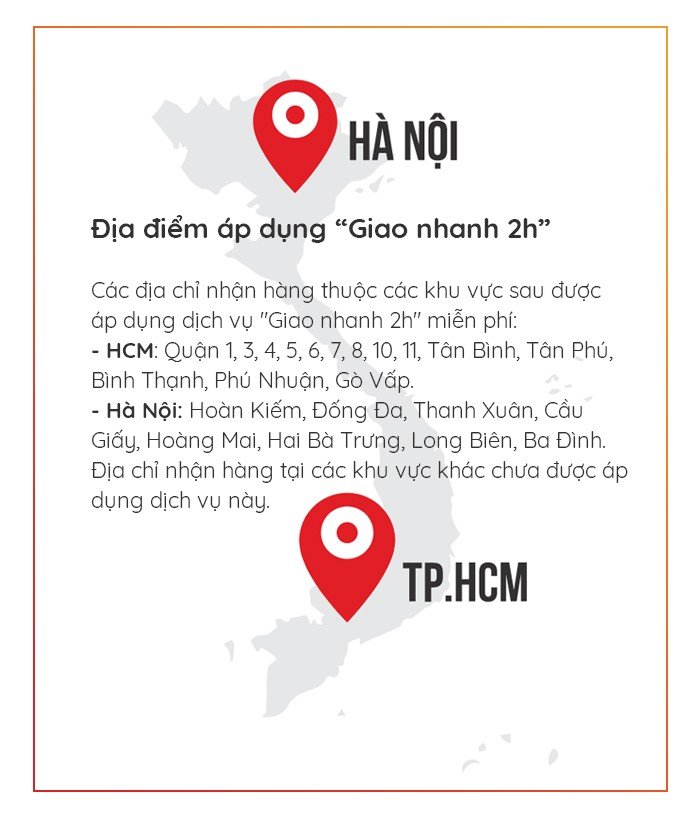 HÀ NỘI
Địa điểm áp dụng “Giao nhanh 2h”
Các địa chỉ nhận hàng thuộc các khu vực sau được
áp dụng dịch vụ "Giao nhanh 2h" miễn phí:
- HCM: Quận 1, 3, 4, 5, 6, 7, 8, 10, 11, Tân Bình, Tân Phú,
Bình Thạnh, Phú Nhuận, Gò Vấp.
- Hà Nội: Hoàn Kiếm, Đống Đa, Thanh Xuân, Cầu
Giấy, Hoàng Mai, Hai Bà Trưng, Long Biên, Ba Đình.
Địa chỉ nhận hàng tại các khu vực khác chưa được áp
dụng dịch vụ này.
TP.HCM